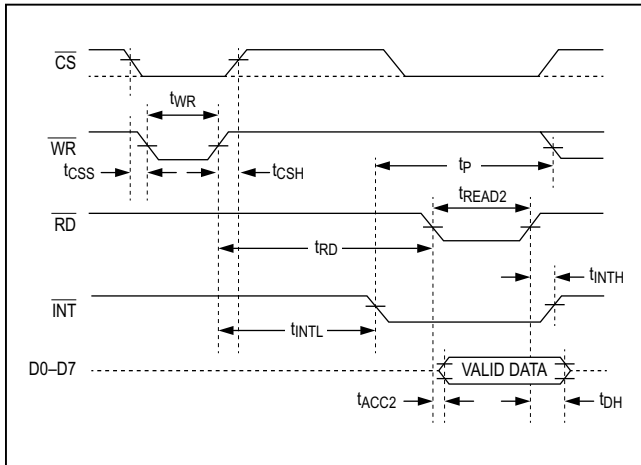 CS
tWR
WR
tCSS
tCSH
tP
tREAD2
RD
tRD
tINTH
INT
tINTL
D0–D7
VALID DATA
tACC2
tDH